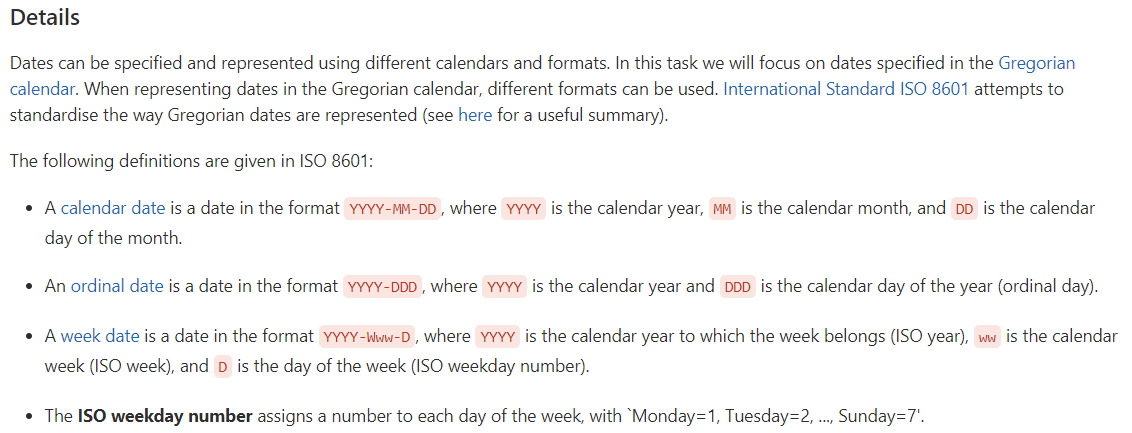 Details
Dates can be specified and represented using different calendars and formats. In this task we will focus on dates specified in the Gregorian
calendar. When representing dates in the Gregorian calendar, different formats can be used. International Standard ISO 8601 attempts to
standardise the way Gregorian dates are represented (see here for a useful summary).
The following definitions are given in ISO 8601:
• A calendar date is a date in the format YYYY-MM-DD, where YYYY is the calendar year, MM is the calendar month, and DD is the calendar
day of the month.
• An ordinal date is a date in the format YYYY-DDD, where YYYY is the calendar year and DDD is the calendar day of the year (ordinal day).
• A week date is a date in the format YYYY-Www-D, where YYYY is the calendar year to which the week belongs (ISO year), ww is the calendar
week (ISO week), and D is the day of the week (ISO weekday number).
• The ISO weekday number assigns a number to each day of the week, with `Monday=1, Tuesday=2, ..., Sunday=7'.